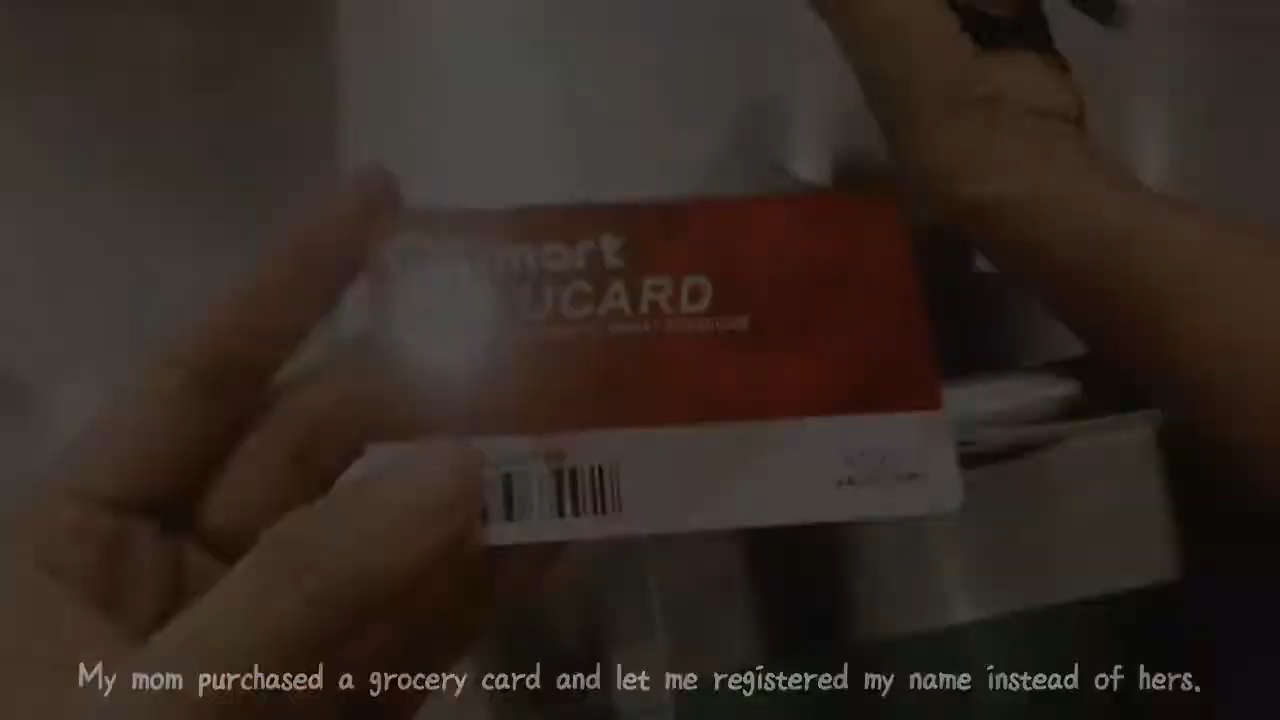 mart
UCARD
My mom purchased a grocery card and let me registered my name instead of hers.